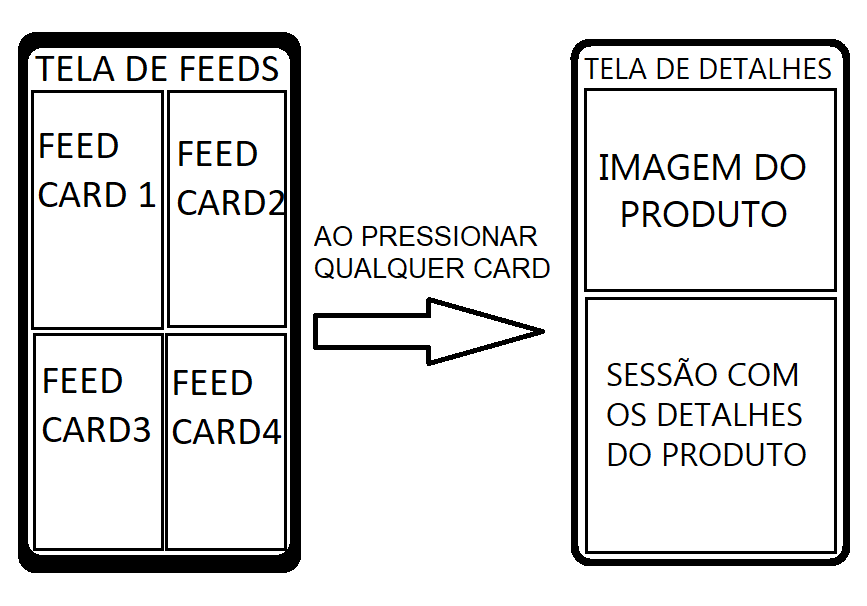 TELA DE FEEDS
FEED
CARD 1
FEED
CARD2
FEED
CARD3
FEED
CARD4
AO PRESSIONAR
QUALQUER CARD
TELA DE DETALHES
IMAGEM DO
PRODUTO
SESSÃO COM
OS DETALHES
DO PRODUTO